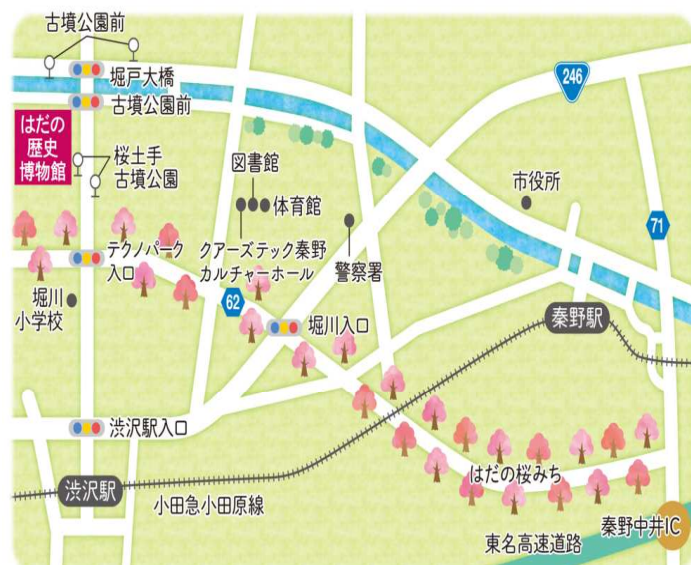 古墳公園前
堀戸大橋
古墳公園前
はだの
歴史
博物館
桜土手
古墳公園
図書館
体育館
クアーズテック秦野
カルチャーホール
警察署
市役所
246
71
テクノパーク
入口
堀川
小学校
62
堀川入口
秦野駅
渋沢駅入口
渋沢駅
小田急小田原線
はだの桜みち
秦野中井IC
東名高速道路